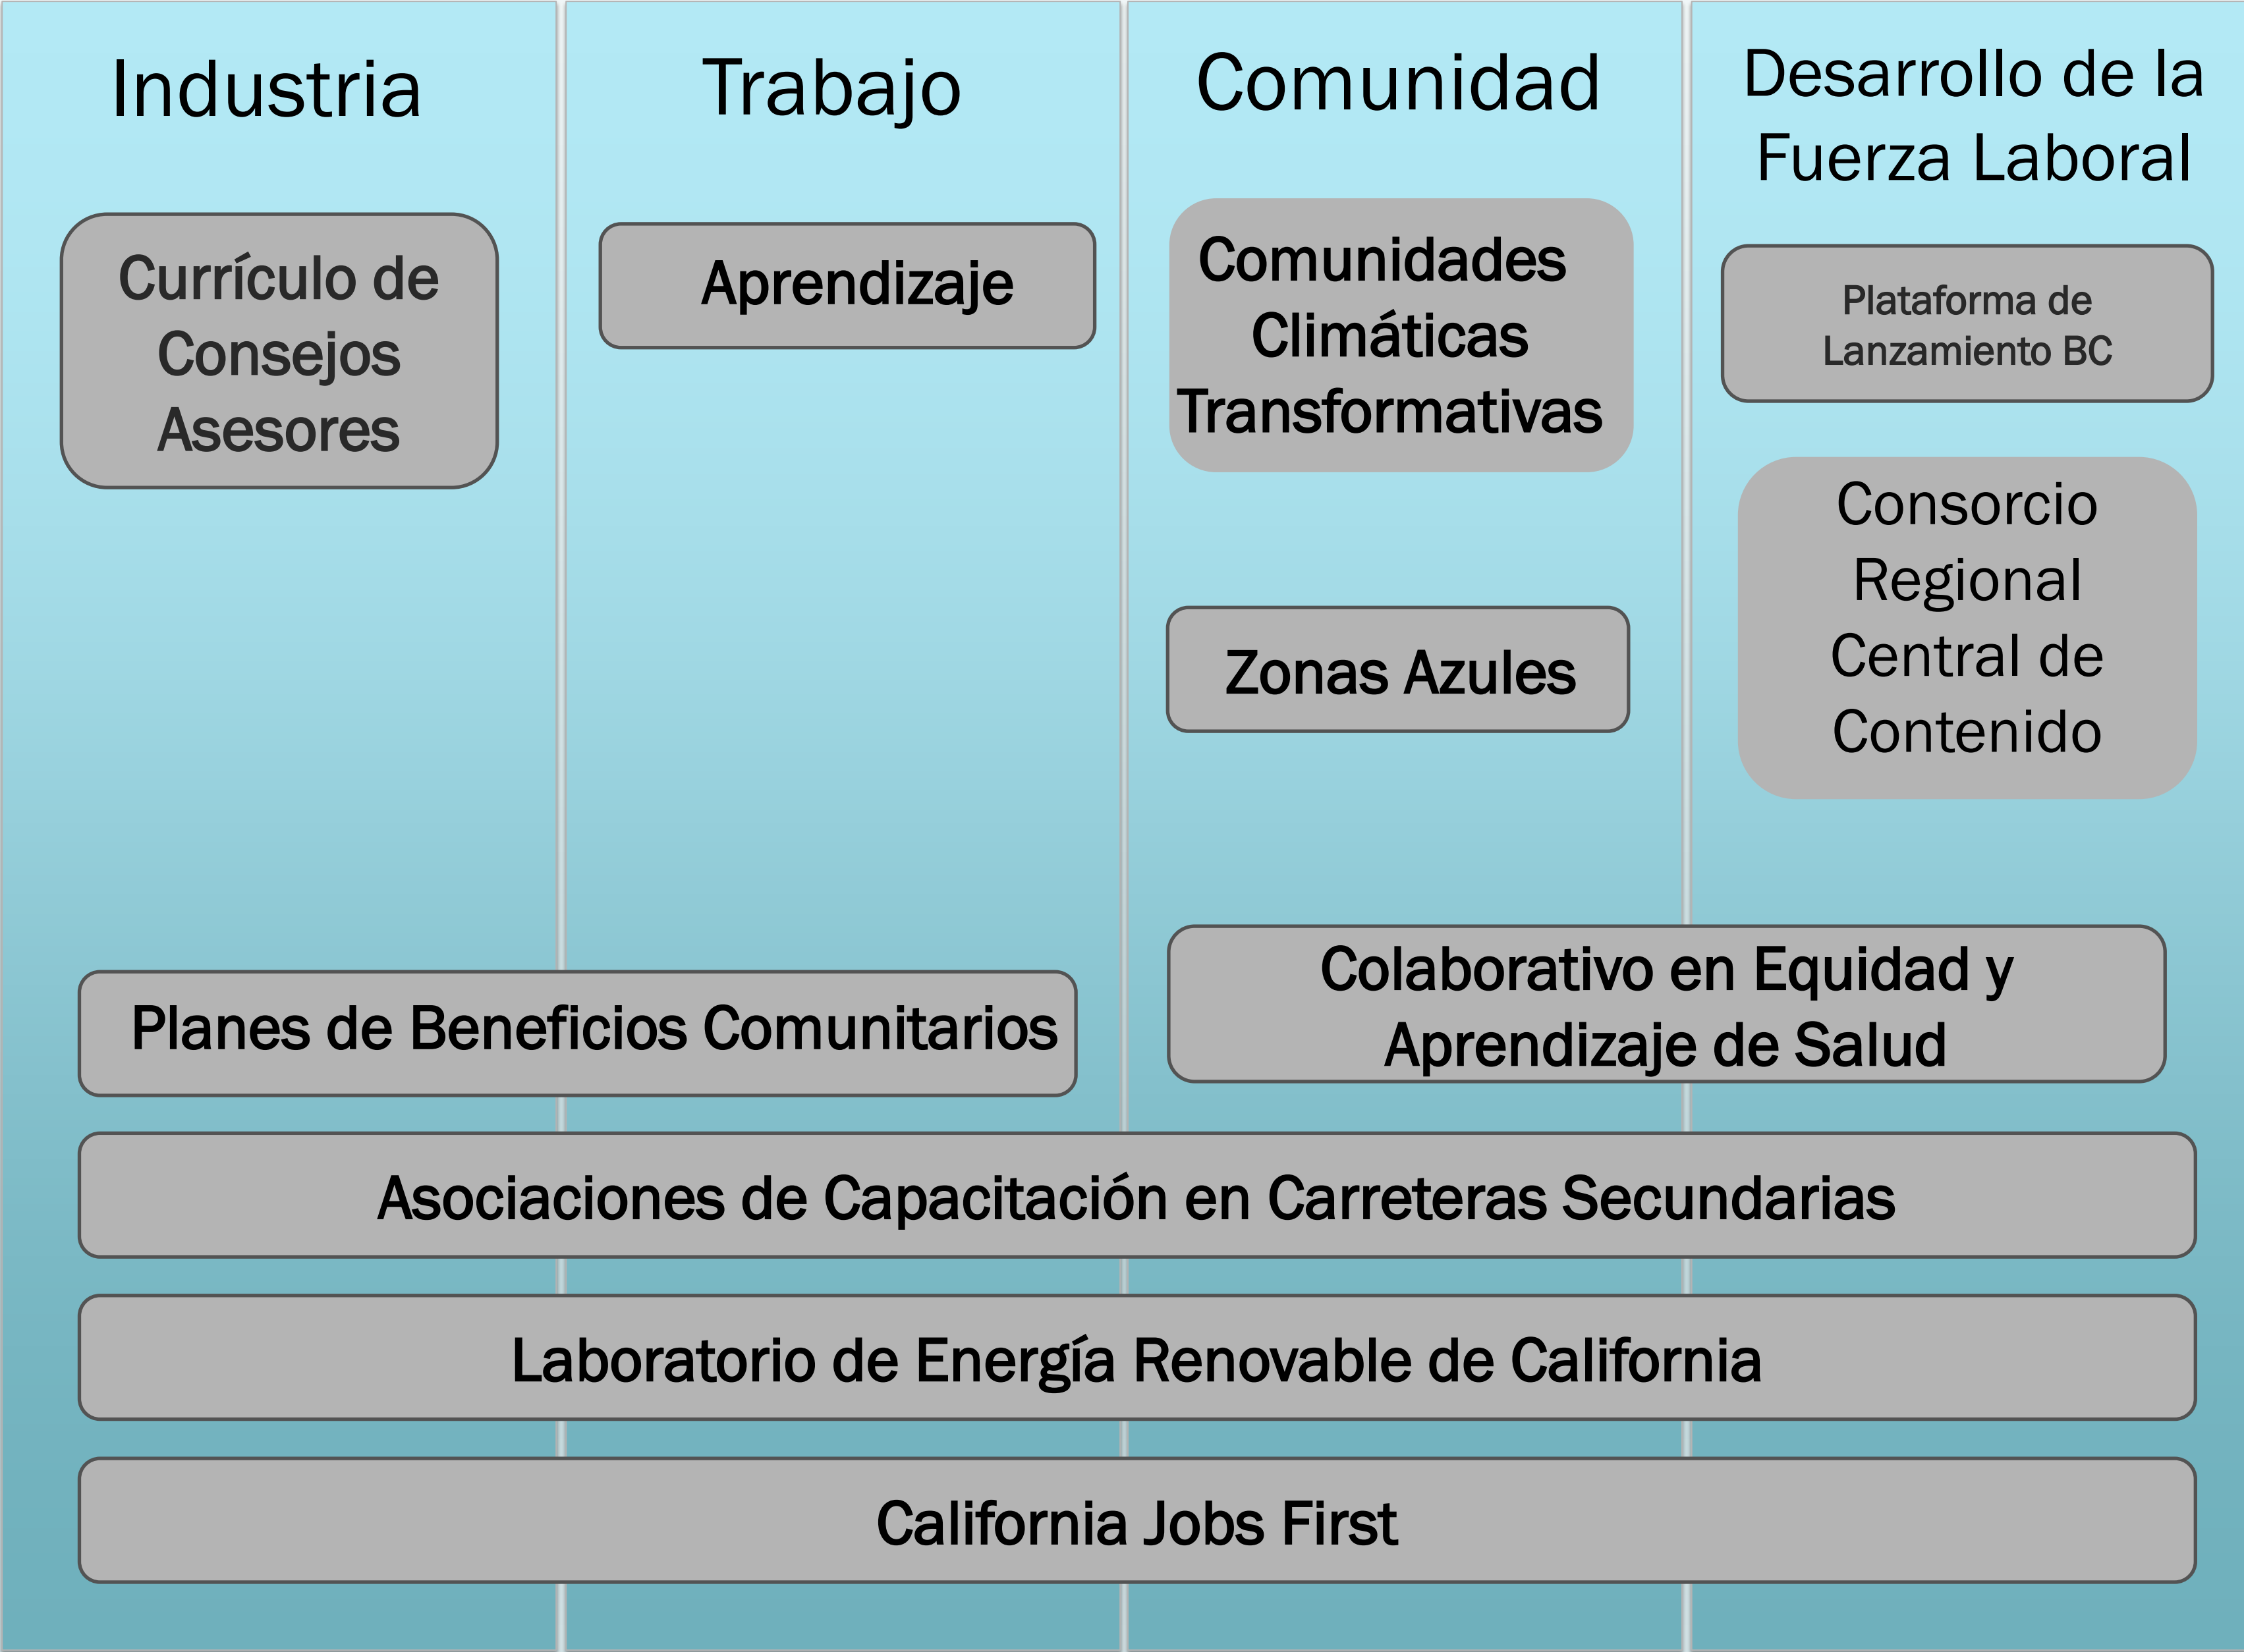 Industria
Currículo de
Consejos
Asesores
Trabajo
Aprendizaje
Comunidad
Comunidades
Climáticas
Transformativas
Zonas Azules
Desarrollo de la
Fuerza Laboral
Plataforma de
Lanzamiento BC
Consorcio
Regional
Central de
Contenido
Planes de Beneficios Comunitarios
Colaborativo en Equidad y
Aprendizaje de Salud
Asociaciones de Capacitación en Carreteras Secundarias
Laboratorio de Energía Renovable de California
California Jobs First